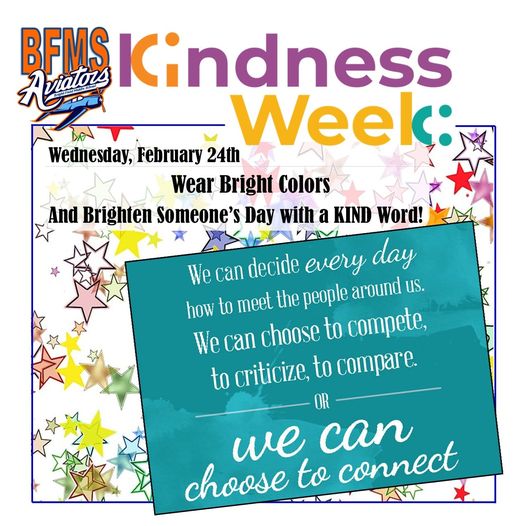 BFMS
Aviators
Kindness
Week:
Wednesday, February 24th
Wear Bright Colors
And Brighten Someone's Day with a KIND Word!
We can decide every day
how to meet the people around us.
We can choose to compete,
to criticize, to compare.
OR
we can
choose to connect